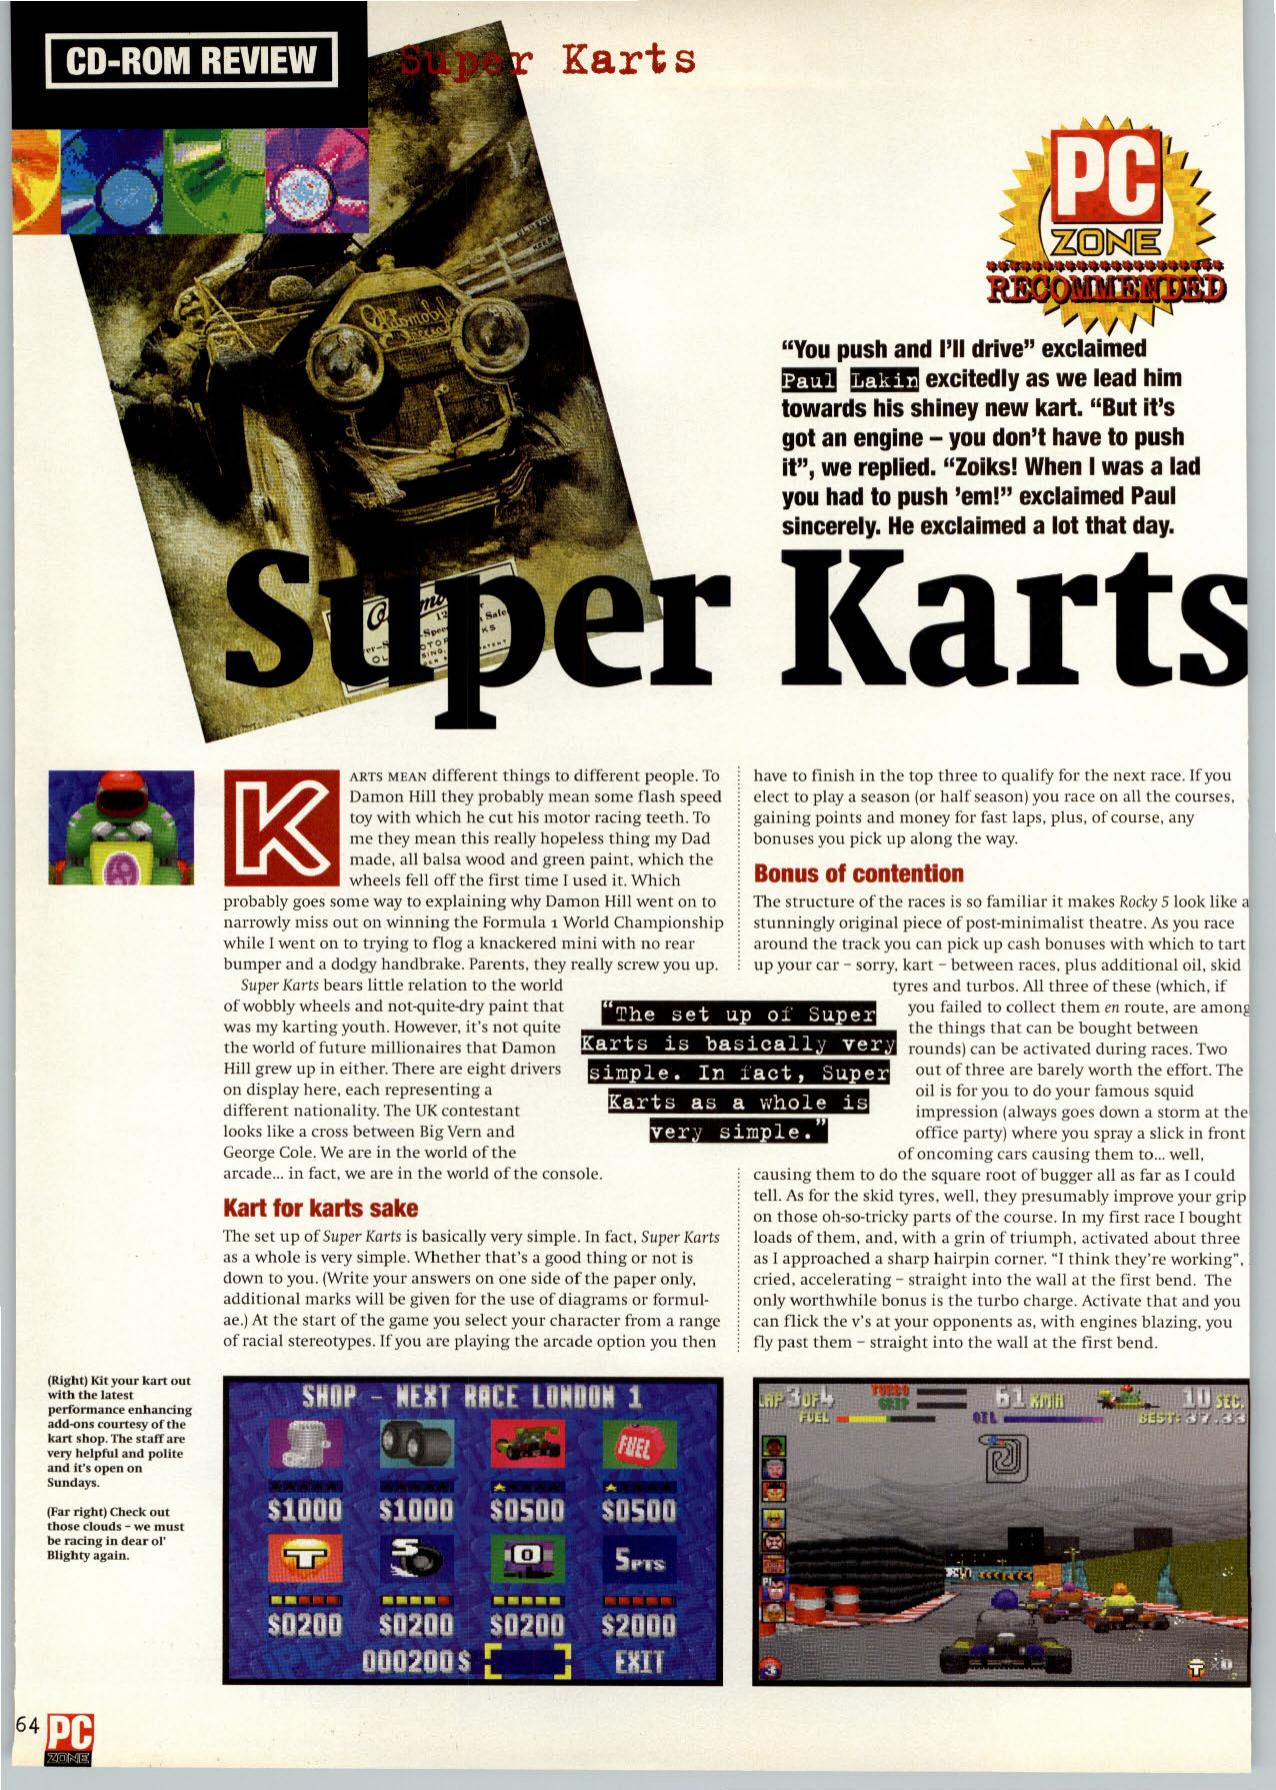 CD-ROM REVIEW
Super Karts
PC
ZONE
RECOMMENDED
"You push and I'll drive" exclaimed
Paul Lakin excitedly as we lead him
towards his shiney new kart. "But it's
got an engine – you don't have to push
it", we replied. "Zoiks! When I was a lad
you had to push 'em!" exclaimed Paul
sincerely. He exclaimed a lot that day.
Super Karts
KARTS MEAN different things to different people. To
Damon Hill they probably mean some flash speed
toy with which he cut his motor racing teeth. To
me they mean this really hopeless thing my Dad
made, all balsa wood and green paint, which the
wheels fell off the first time I used it. Which
probably goes some way to explaining why Damon Hill went on to
narrowly miss out on winning the Formula 1 World Championship
while I went on to trying to flog a knackered mini with no rear
bumper and a dodgy handbrake. Parents, they really screw you up.
Super Karts bears little relation to the world
of wobbly wheels and not-quite-dry paint that
was my karting youth. However, it's not quite
the world of future millionaires that Damon
Hill grew up in either. There are eight drivers
on display here, each representing a
different nationality. The UK contestant
looks like a cross between Big Vern and
George Cole. We are in the world of the
arcade... in fact, we are in the world of the console.
Kart for karts sake
The set up of Super Karts is basically very simple. In fact, Super Karts
as a whole is very simple. Whether that's a good thing or not is
down to you. (Write your answers on one side of the paper only,
additional marks will be given for the use of diagrams or formul-
ae.) At the start of the game you select your character from a range
of racial stereotypes. If you are playing the arcade option you then
"The set up of Super
Karts is basically very
simple. In fact, Super
Karts as a whole is
very simple."
have to finish in the top three to qualify for the next race. If you
elect to play a season (or half season) you race on all the courses,
gaining points and money for fast laps, plus, of course, any
bonuses you pick up along the way.
Bonus of contention
The structure of the races is so familiar it makes Rocky 5 look like a
stunningly original piece of post-minimalist theatre. As you race
around the track you can pick up cash bonuses with which to tart
up your car – sorry, kart – between races, plus additional oil, skid
tyres and turbos. All three of these (which, if
you failed to collect them en route, are among
the things that can be bought between
rounds) can be activated during races. Two
out of three are barely worth the effort. The
oil is for you to do your famous squid
impression (always goes down a storm at the
office party) where you spray a slick in front
of oncoming cars causing them to... well,
causing them to do the square root of bugger all as far as I could
tell. As for the skid tyres, well, they presumably improve your grip
on those oh-so-tricky parts of the course. In my first race I bought
loads of them, and, with a grin of triumph, activated about three
as I approached a sharp hairpin corner. "I think they're working",
cried, accelerating – straight into the wall at the first bend. The
only worthwhile bonus is the turbo charge. Activate that and you
can flick the v's at your opponents as, with engines blazing, you
fly past them – straight into the wall at the first bend.
(Right) Kit your kart out
with the latest
performance enhancing
add-ons courtesy of the
kart shop. The staff are
very helpful and polite
and it's open on
Sundays.
(Far right) Check out
those clouds – we must
be racing in dear ol'
Blighty again.
SHOP - NEXT RACE LONDON 1
FUEL
$1000 $1000 $0500 $0500
T S O 5PTS
$0200 $0200 $0200 $2000
000200$ EXIT
LAP 3 OF 4 TURBO 61 KM/H 10 SEC.
GRIP
FUEL OIL BEST: 37.33
3
T x0
64 PC
ZONE